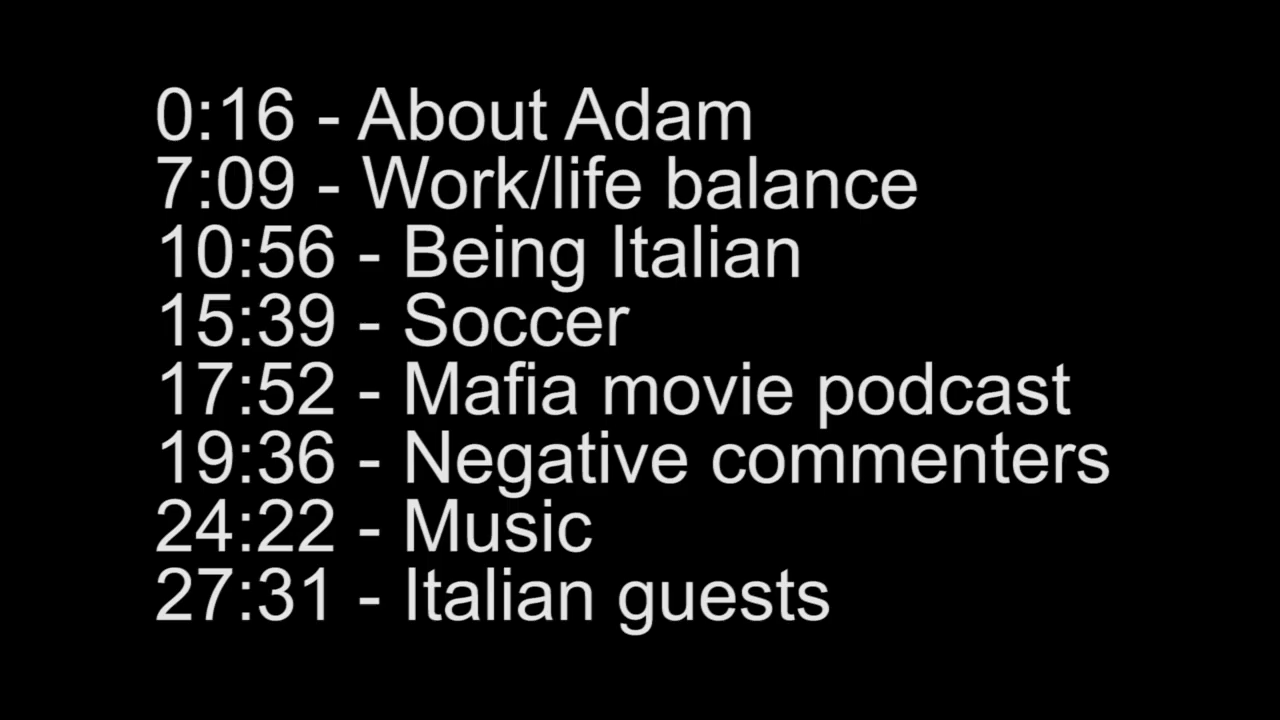 0:16 - About Adam
7:09 - Work/life balance
10:56 - Being Italian
15:39 - Soccer
17:52 - Mafia movie podcast
19:36 - Negative commenters
24:22 - Music
27:31 - Italian guests